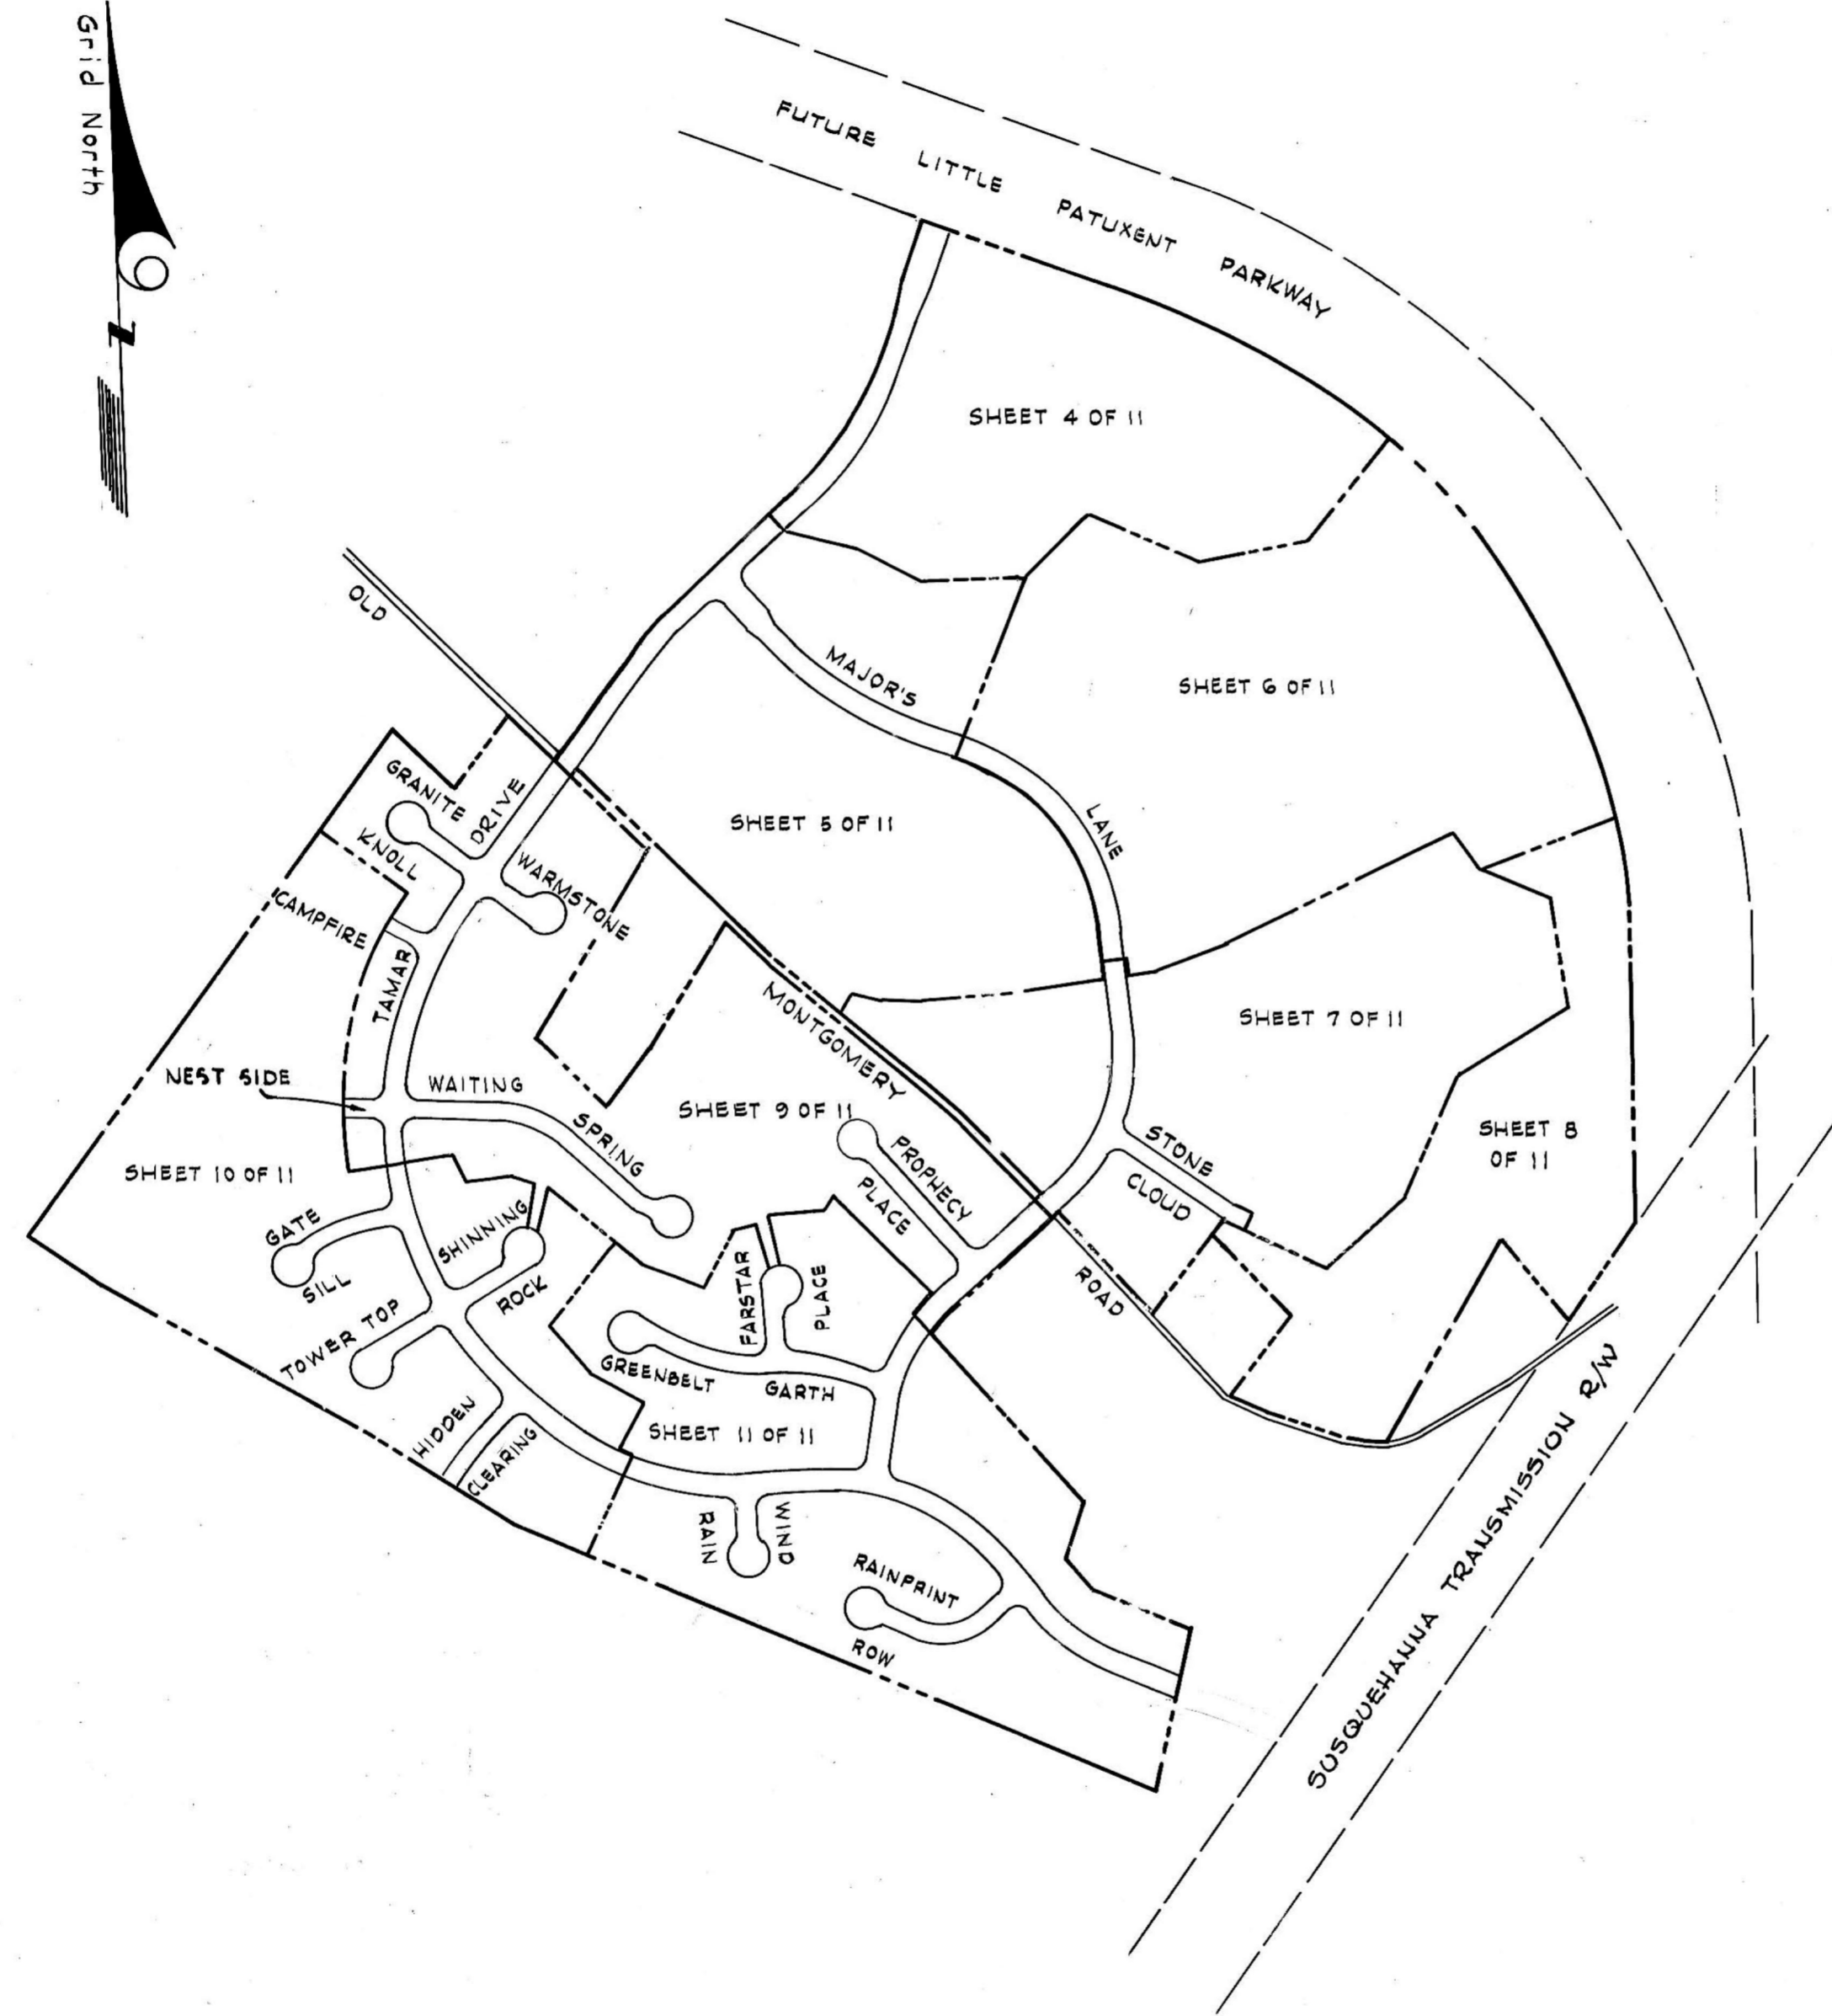 Grid North
N
FUTURE LITTLE PATUXENT PARKWAY
SHEET 4 OF 11
OLD
MAJOR'S
SHEET 6 OF 11
LANE
SHEET 5 OF 11
GRANITE
KNOLL
DRIVE
WARMSTONE
CAMPFIRE
TAMAR
MONTGOMERY
SHEET 7 OF 11
NEST SIDE
WAITING
SPRING
SHEET 9 OF 11
PROPHECY
PLACE
STONE
CLOUD
SHEET 8
OF 11
SHEET 10 OF 11
GATE
SILL
SHINNING
ROCK
TOWER TOP
FARSTAR
PLACE
ROAD
GREENBELT GARTH
SHEET 11 OF 11
HIDDEN
CLEARING
RAIN
WIND
RAINPRINT
ROW
SUSQUEHANNA TRANSMISSION R/W